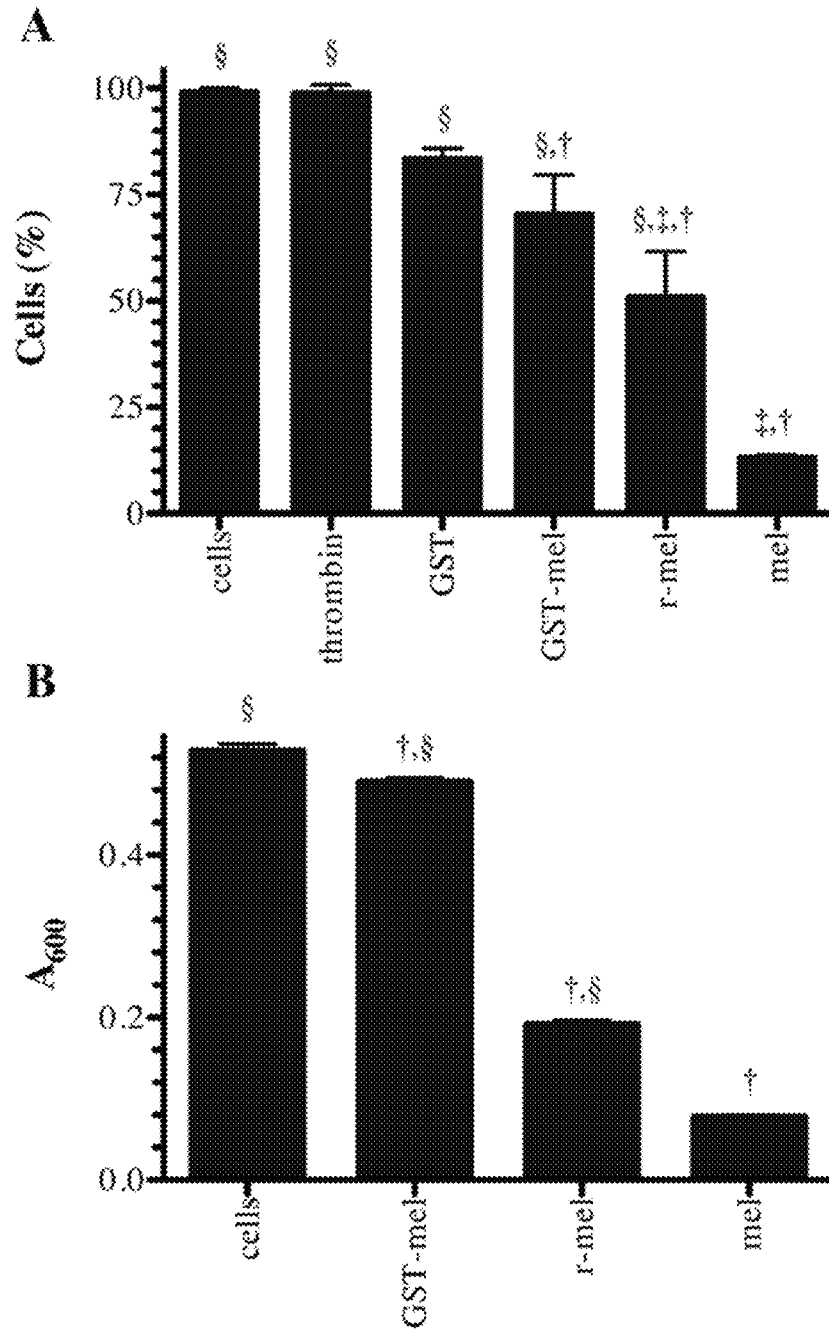 A
§
§
§
§,†
§,‡,†
‡,†
100
75
50
25
0
Cells (%)
cells
thrombin
GST
GST-mel
r-mel
mel
B
§
†,§
†,§
†
0.4
0.2
0.0
A600
cells
GST-mel
r-mel
mel